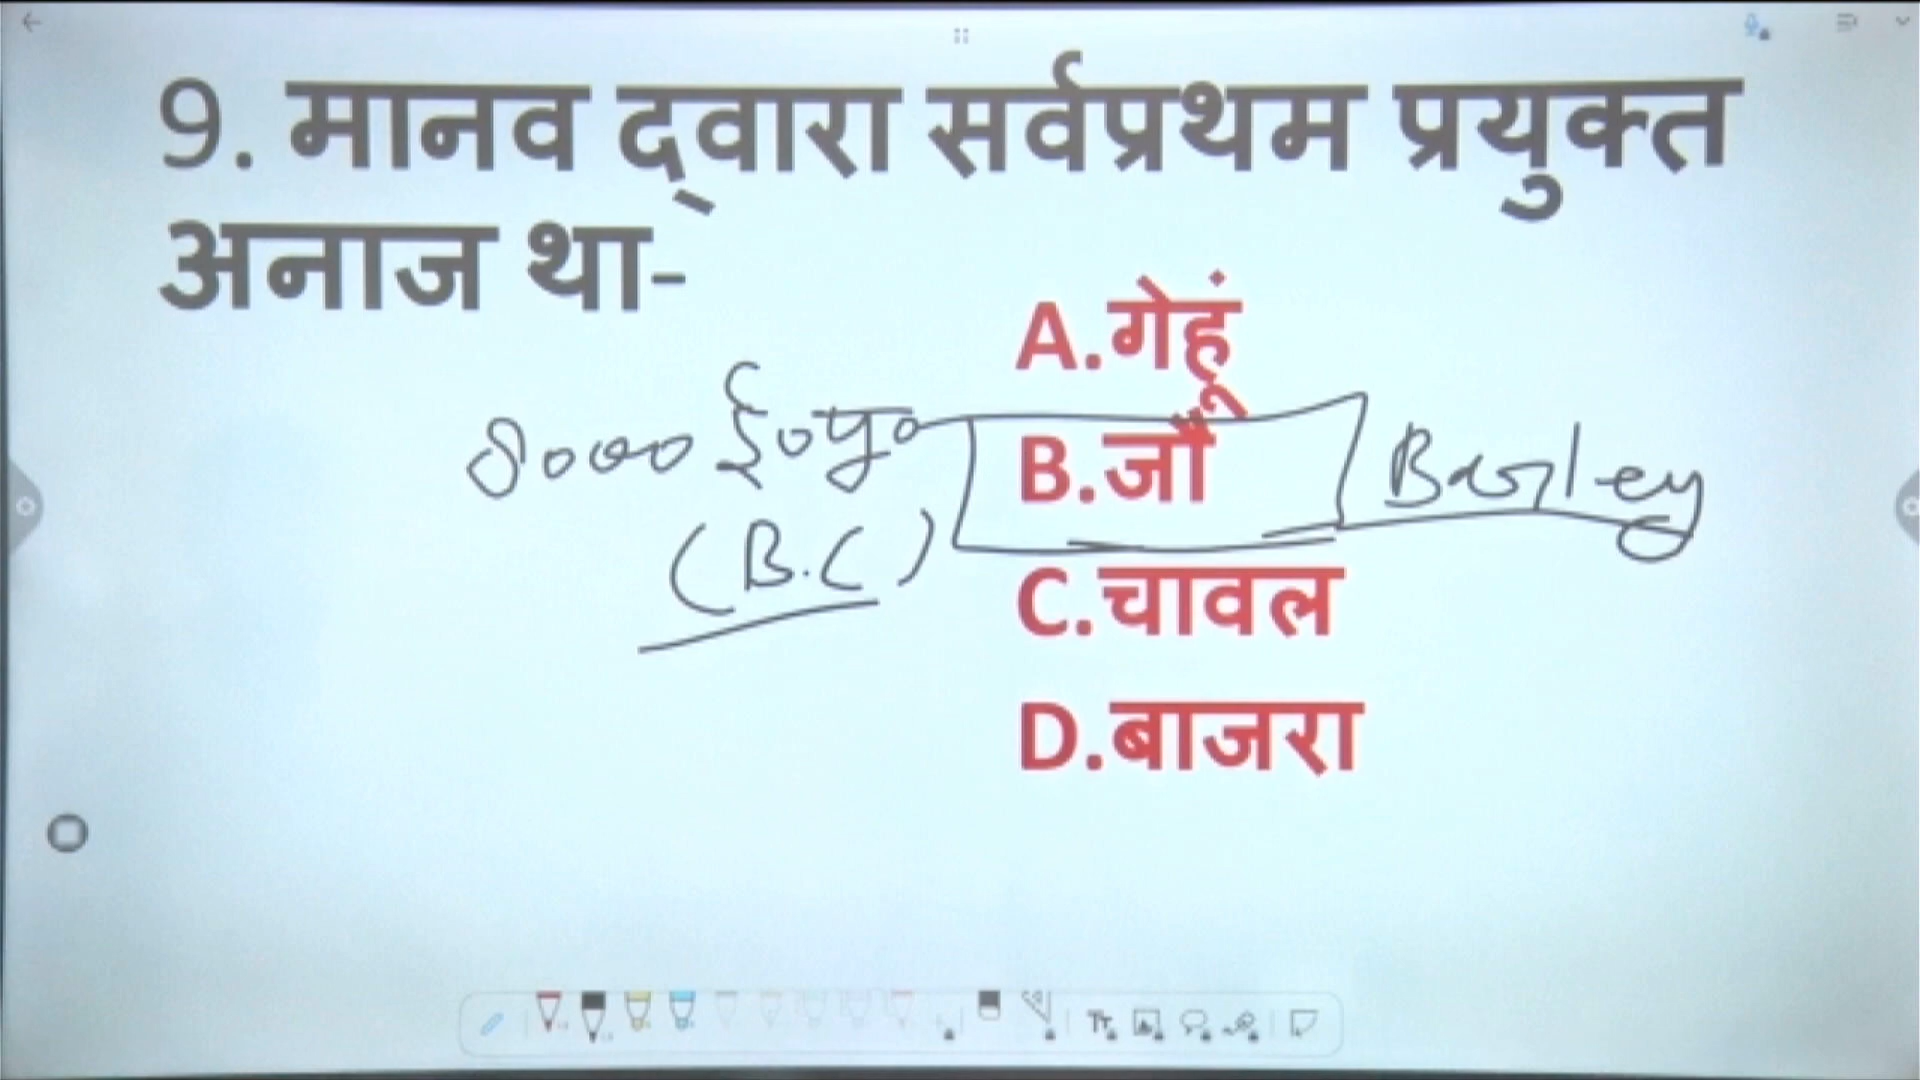 9. मानव द्वारा सर्वप्रथम प्रयुक्त
अनाज था-
A.गेहूं
8000 ई०पू०
B.जौ
Barley
(B.C)
C.चावल
D.बाजरा